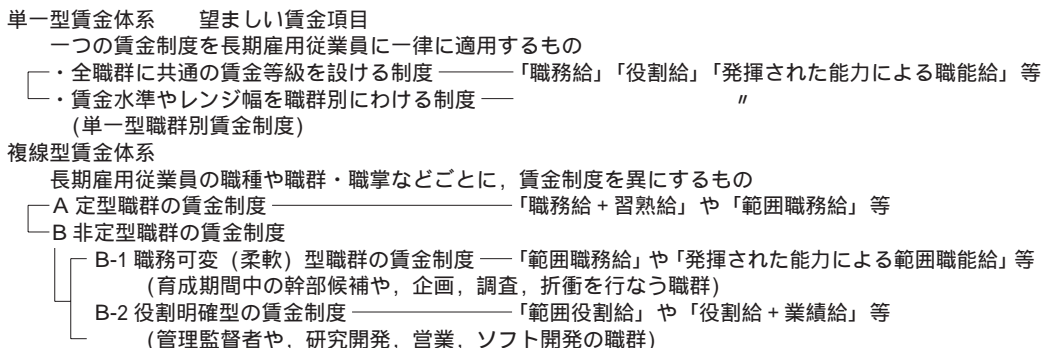 単一型賃金体系　　望ましい賃金項目
一つの賃金制度を長期雇用従業員に一律に適用するもの
・全職群に共通の賃金等級を設ける制度 「職務給」「役割給」「発揮された能力による職能給」等
・賃金水準やレンジ幅を職群別にわける制度 〃
(単一型職群別賃金制度)
複線型賃金体系
長期雇用従業員の職種や職群・職掌などごとに，賃金制度を異にするもの
A 定型職群の賃金制度 「職務給 + 習熟給」や「範囲職務給」等
B 非定型職群の賃金制度
B-1 職務可変（柔軟）型職群の賃金制度 「範囲職務給」や「発揮された能力による範囲職能給」等
(育成期間中の幹部候補や，企画，調査，折衝を行なう職群)
B-2 役割明確型の賃金制度 「範囲役割給」や「役割給 + 業績給」等
(管理監督者や，研究開発，営業，ソフト開発の職群)